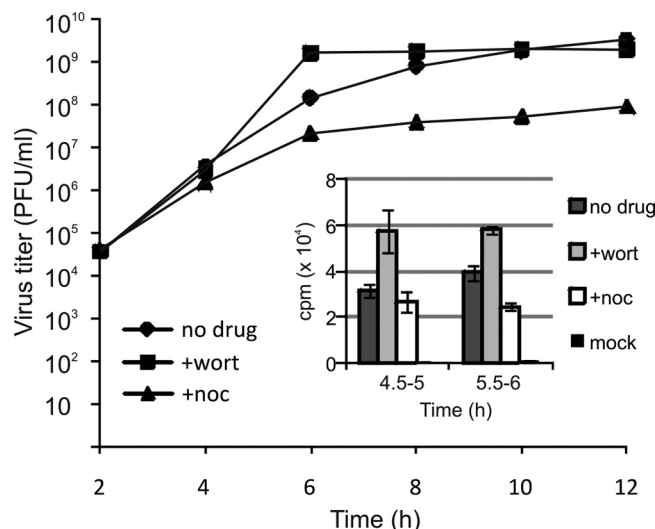 Virus titer (PFU/ml)
10^10
10^9
10^8
10^7
10^6
10^5
10^4
10^3
10^2
10
no drug
+wort
+noc
2
4
6
8
10
12
Time (h)
cpm (x 10^4)
8
6
4
2
0
4.5-5
5.5-6
Time (h)
no drug
+wort
+noc
mock